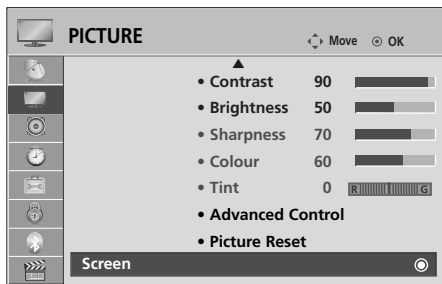 PICTURE Move OK
• Contrast 90
• Brightness 50
• Sharpness 70
• Colour 60
• Tint 0 R G
• Advanced Control
• Picture Reset
Screen